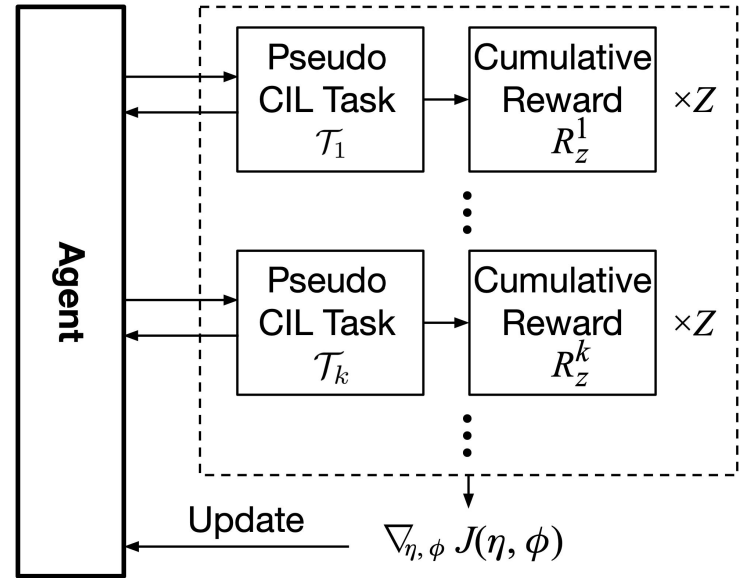 Agent
Pseudo
CIL Task
𝒯₁
Cumulative
Reward
R_z^1
×Z
Pseudo
CIL Task
𝒯ₖ
Cumulative
Reward
R_z^k
×Z
Update
∇_{η, ϕ} J(η, ϕ)